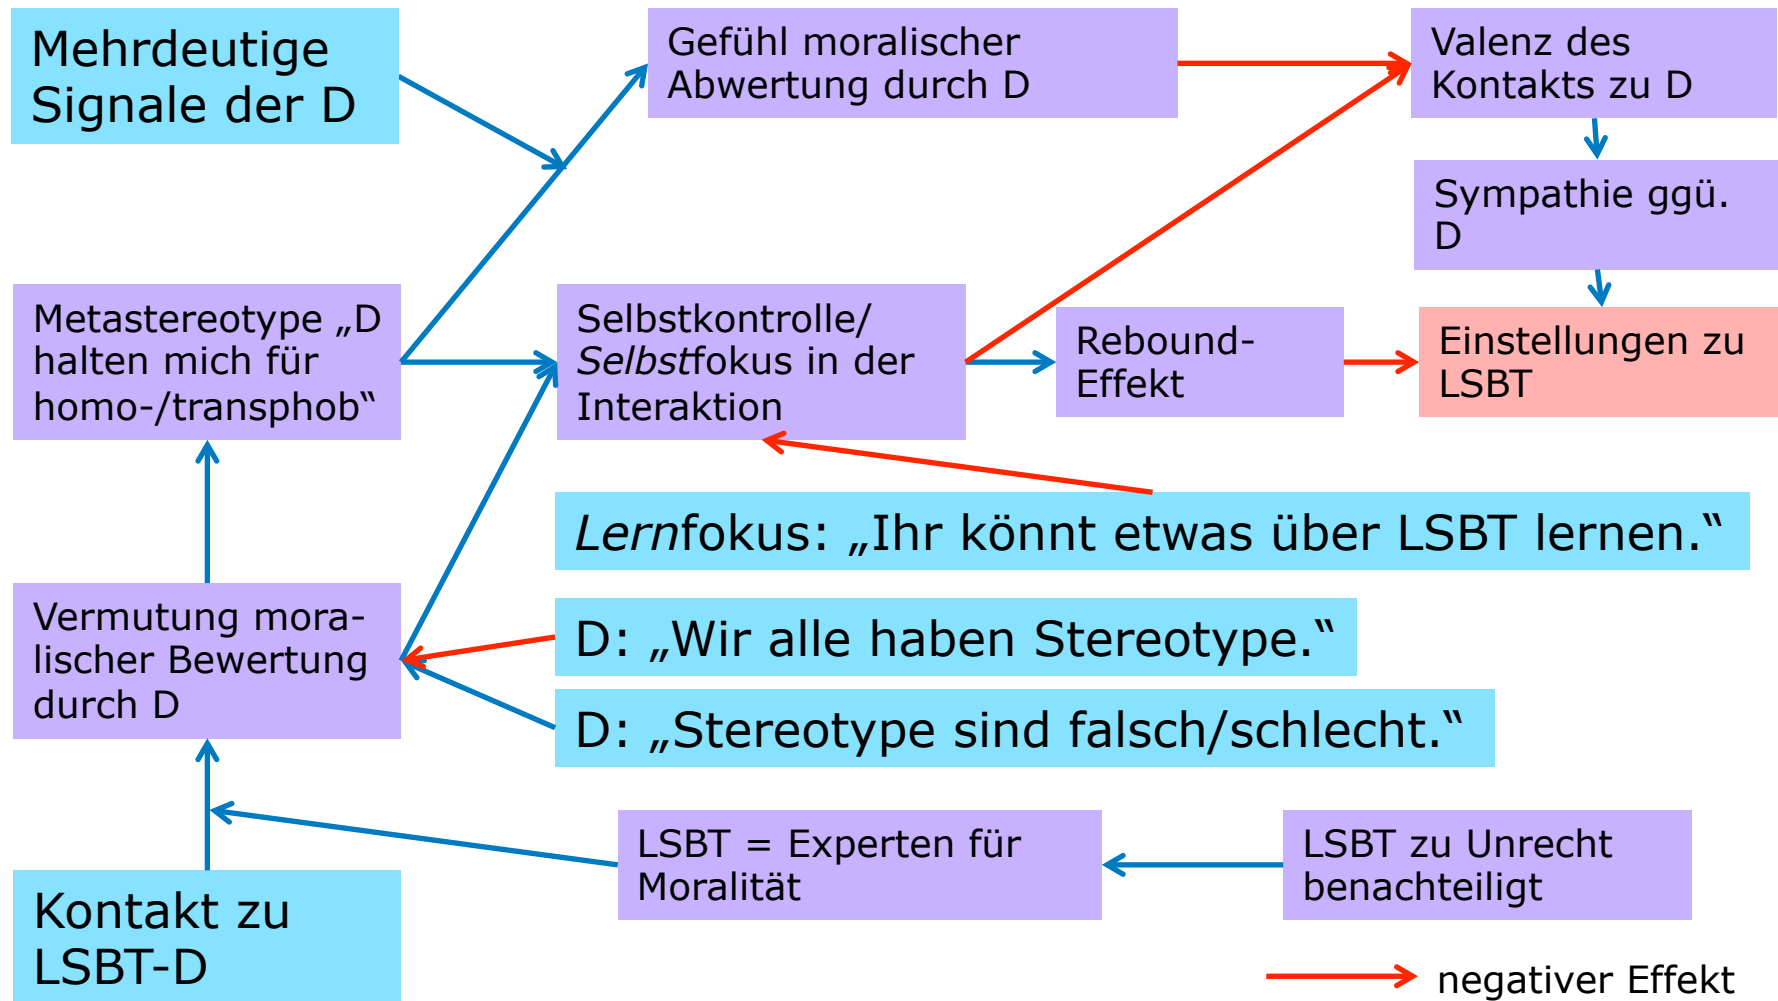 Mehrdeutige
Signale der D
Gefühl moralischer
Abwertung durch D
Valenz des
Kontakts zu D
Sympathie ggü.
D
Metastereotype „D
halten mich für
homo-/transphob“
Selbstkontrolle/
Selbstfokus in der
Interaktion
Rebound-
Effekt
Einstellungen zu
LSBT
Lernfokus: „Ihr könnt etwas über LSBT lernen.“
Vermutung mora-
lischer Bewertung
durch D
D: „Wir alle haben Stereotype.“
D: „Stereotype sind falsch/schlecht.“
LSBT = Experten für
Moralität
LSBT zu Unrecht
benachteiligt
Kontakt zu
LSBT-D
negativer Effekt